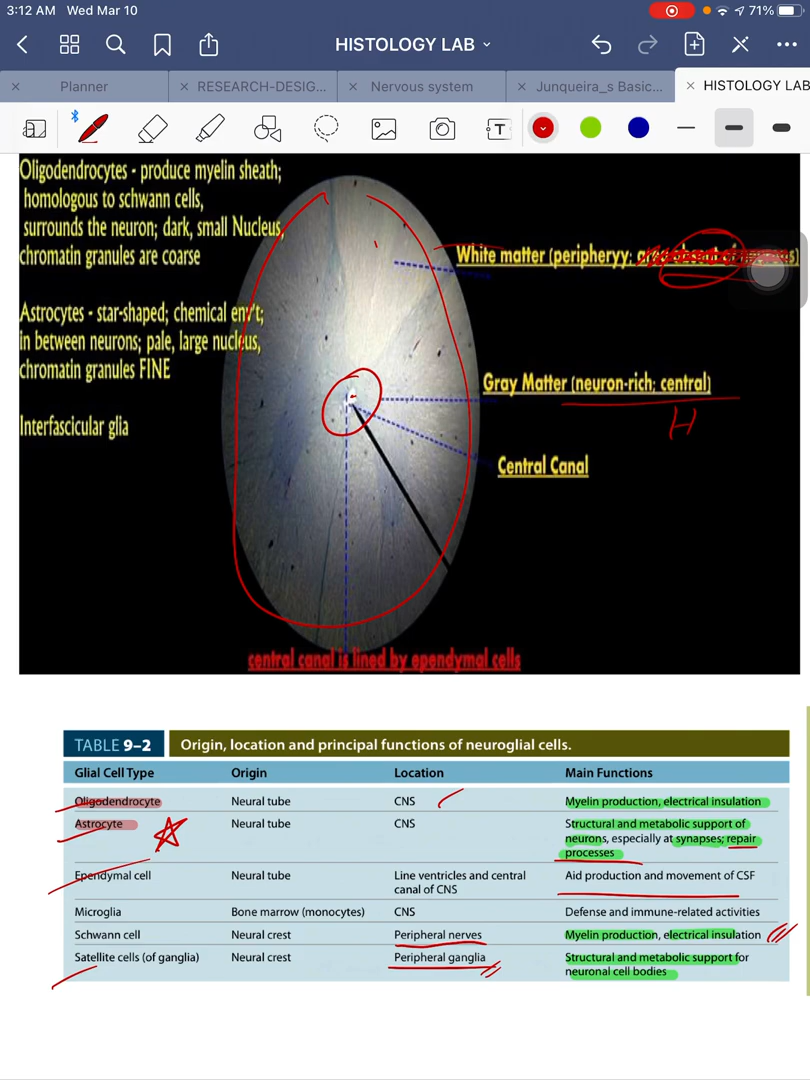 3:12 AM Wed Mar 10
71%
HISTOLOGY LAB
Planner
RESEARCH-DESIG...
Nervous system
Junqueira_s Basic...
HISTOLOGY LAB
T
Oligodendrocytes - produce myelin sheath;
homologous to schwann cells,
surrounds the neuron; dark, small Nucleus,
chromatin granules are coarse
Astrocytes - star-shaped; chemical env't;
in between neurons; pale, large nucleus,
chromatin granules FINE
Interfascicular glia
White matter (peripheryy;
Gray Matter (neuron-rich; central)
H
Central Canal
central canal is lined by ependymal cells
TABLE 9–2 Origin, location and principal functions of neuroglial cells.
Glial Cell Type Origin Location Main Functions
Oligodendrocyte Neural tube CNS Myelin production, electrical insulation
Astrocyte Neural tube CNS Structural and metabolic support of
neurons, especially at synapses; repair
processes
Ependymal cell Neural tube Line ventricles and central Aid production and movement of CSF
canal of CNS
Microglia Bone marrow (monocytes) CNS Defense and immune-related activities
Schwann cell Neural crest Peripheral nerves Myelin production, electrical insulation
Satellite cells (of ganglia) Neural crest Peripheral ganglia Structural and metabolic support for
neuronal cell bodies